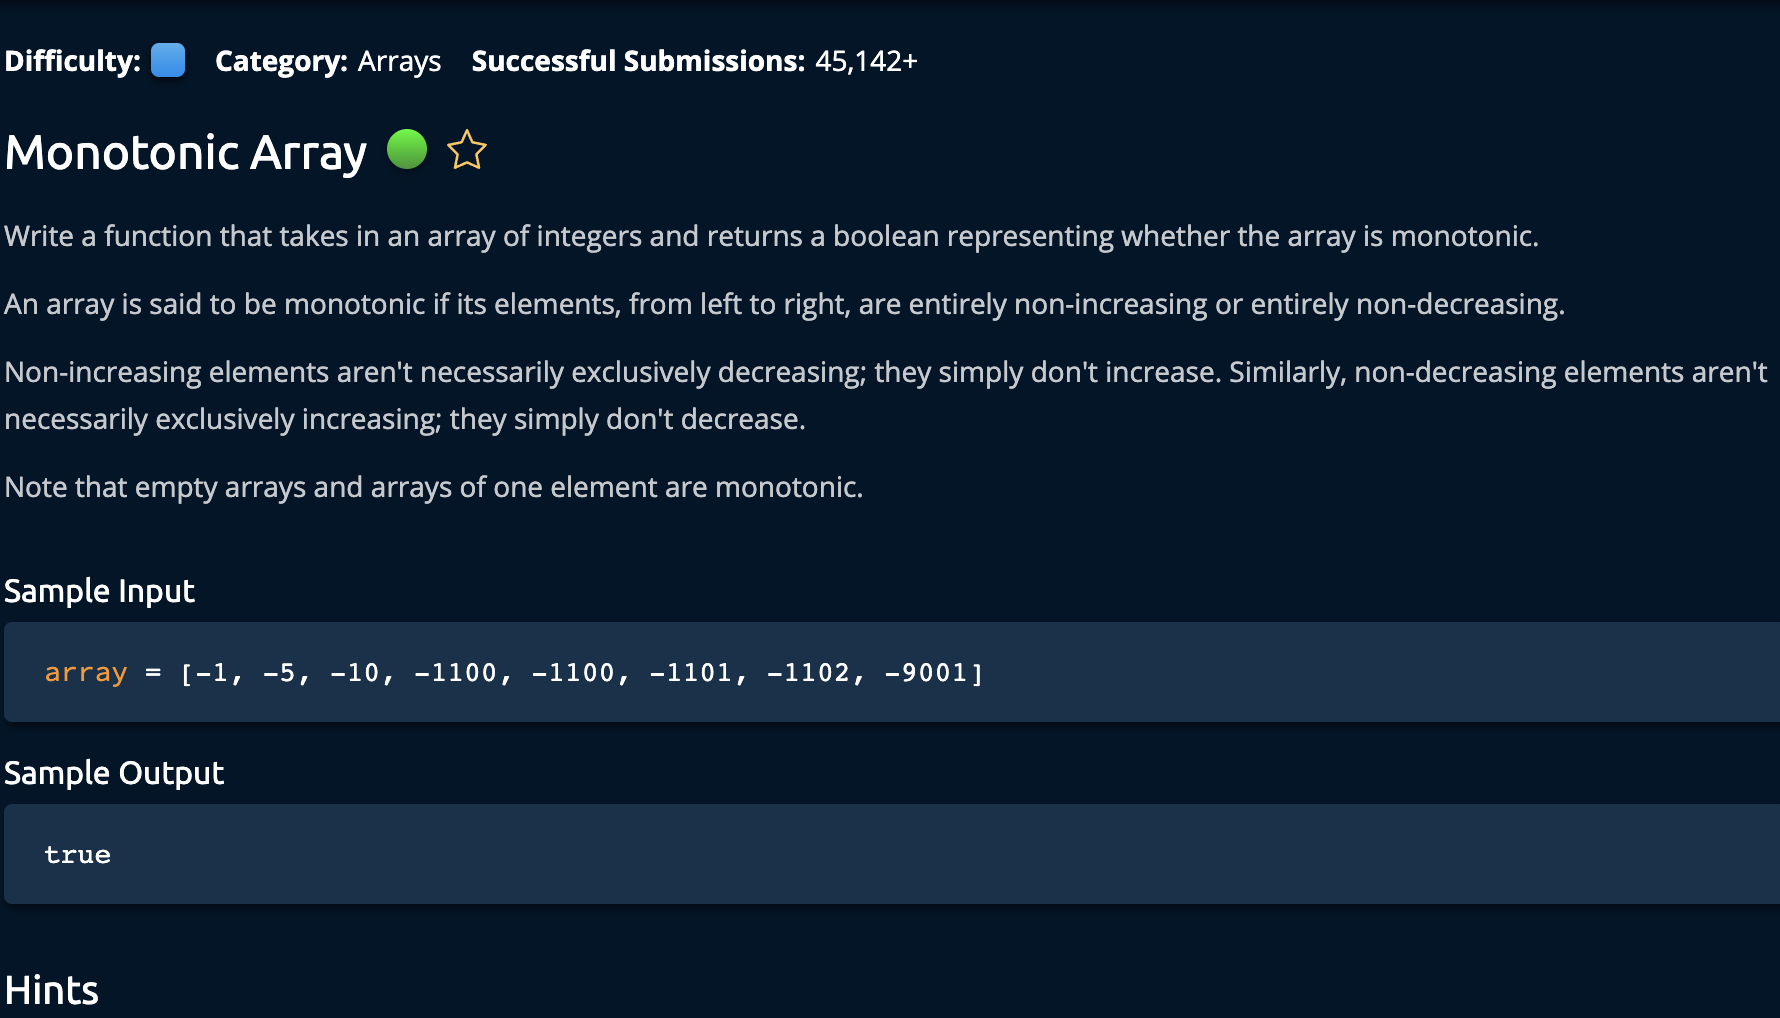 Difficulty: Category: Arrays Successful Submissions: 45,142+
Monotonic Array
Write a function that takes in an array of integers and returns a boolean representing whether the array is monotonic.
An array is said to be monotonic if its elements, from left to right, are entirely non-increasing or entirely non-decreasing.
Non-increasing elements aren't necessarily exclusively decreasing; they simply don't increase. Similarly, non-decreasing elements aren't
necessarily exclusively increasing; they simply don't decrease.
Note that empty arrays and arrays of one element are monotonic.
Sample Input
array = [-1, -5, -10, -1100, -1100, -1101, -1102, -9001]
Sample Output
true
Hints